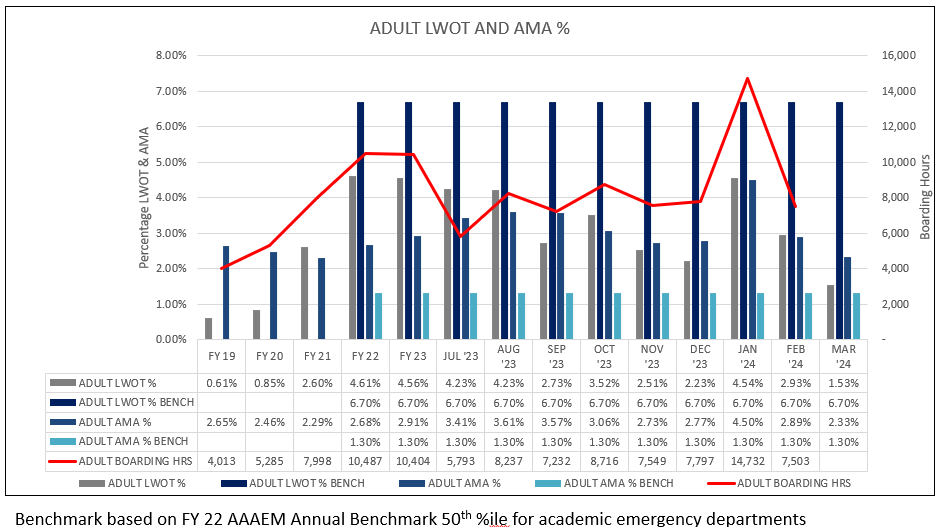 ADULT LWOT AND AMA %
8.00% 16,000
7.00% 14,000
6.00% 12,000
5.00% 10,000
4.00% 8,000
3.00% 6,000
2.00% 4,000
1.00% 2,000
0.00% -
Percentage LWOT & AMA
Boarding Hours
FY 19 FY 20 FY 21 FY 22 FY 23 JUL '23 AUG '23 SEP '23 OCT '23 NOV '23 DEC '23 JAN '24 FEB '24 MAR '24
ADULT LWOT % 0.61% 0.85% 2.60% 4.61% 4.56% 4.23% 4.23% 2.73% 3.52% 2.51% 2.23% 4.54% 2.93% 1.53%
ADULT LWOT % BENCH 6.70% 6.70% 6.70% 6.70% 6.70% 6.70% 6.70% 6.70% 6.70% 6.70% 6.70%
ADULT AMA % 2.65% 2.46% 2.29% 2.68% 2.91% 3.41% 3.61% 3.57% 3.06% 2.73% 2.77% 4.50% 2.89% 2.33%
ADULT AMA % BENCH 1.30% 1.30% 1.30% 1.30% 1.30% 1.30% 1.30% 1.30% 1.30% 1.30% 1.30%
ADULT BOARDING HRS 4,013 5,285 7,998 10,487 10,404 5,793 8,237 7,232 8,716 7,549 7,797 14,732 7,503
ADULT LWOT % ADULT LWOT % BENCH ADULT AMA % ADULT AMA % BENCH ADULT BOARDING HRS
Benchmark based on FY 22 AAAEM Annual Benchmark 50th %ile for academic emergency departments